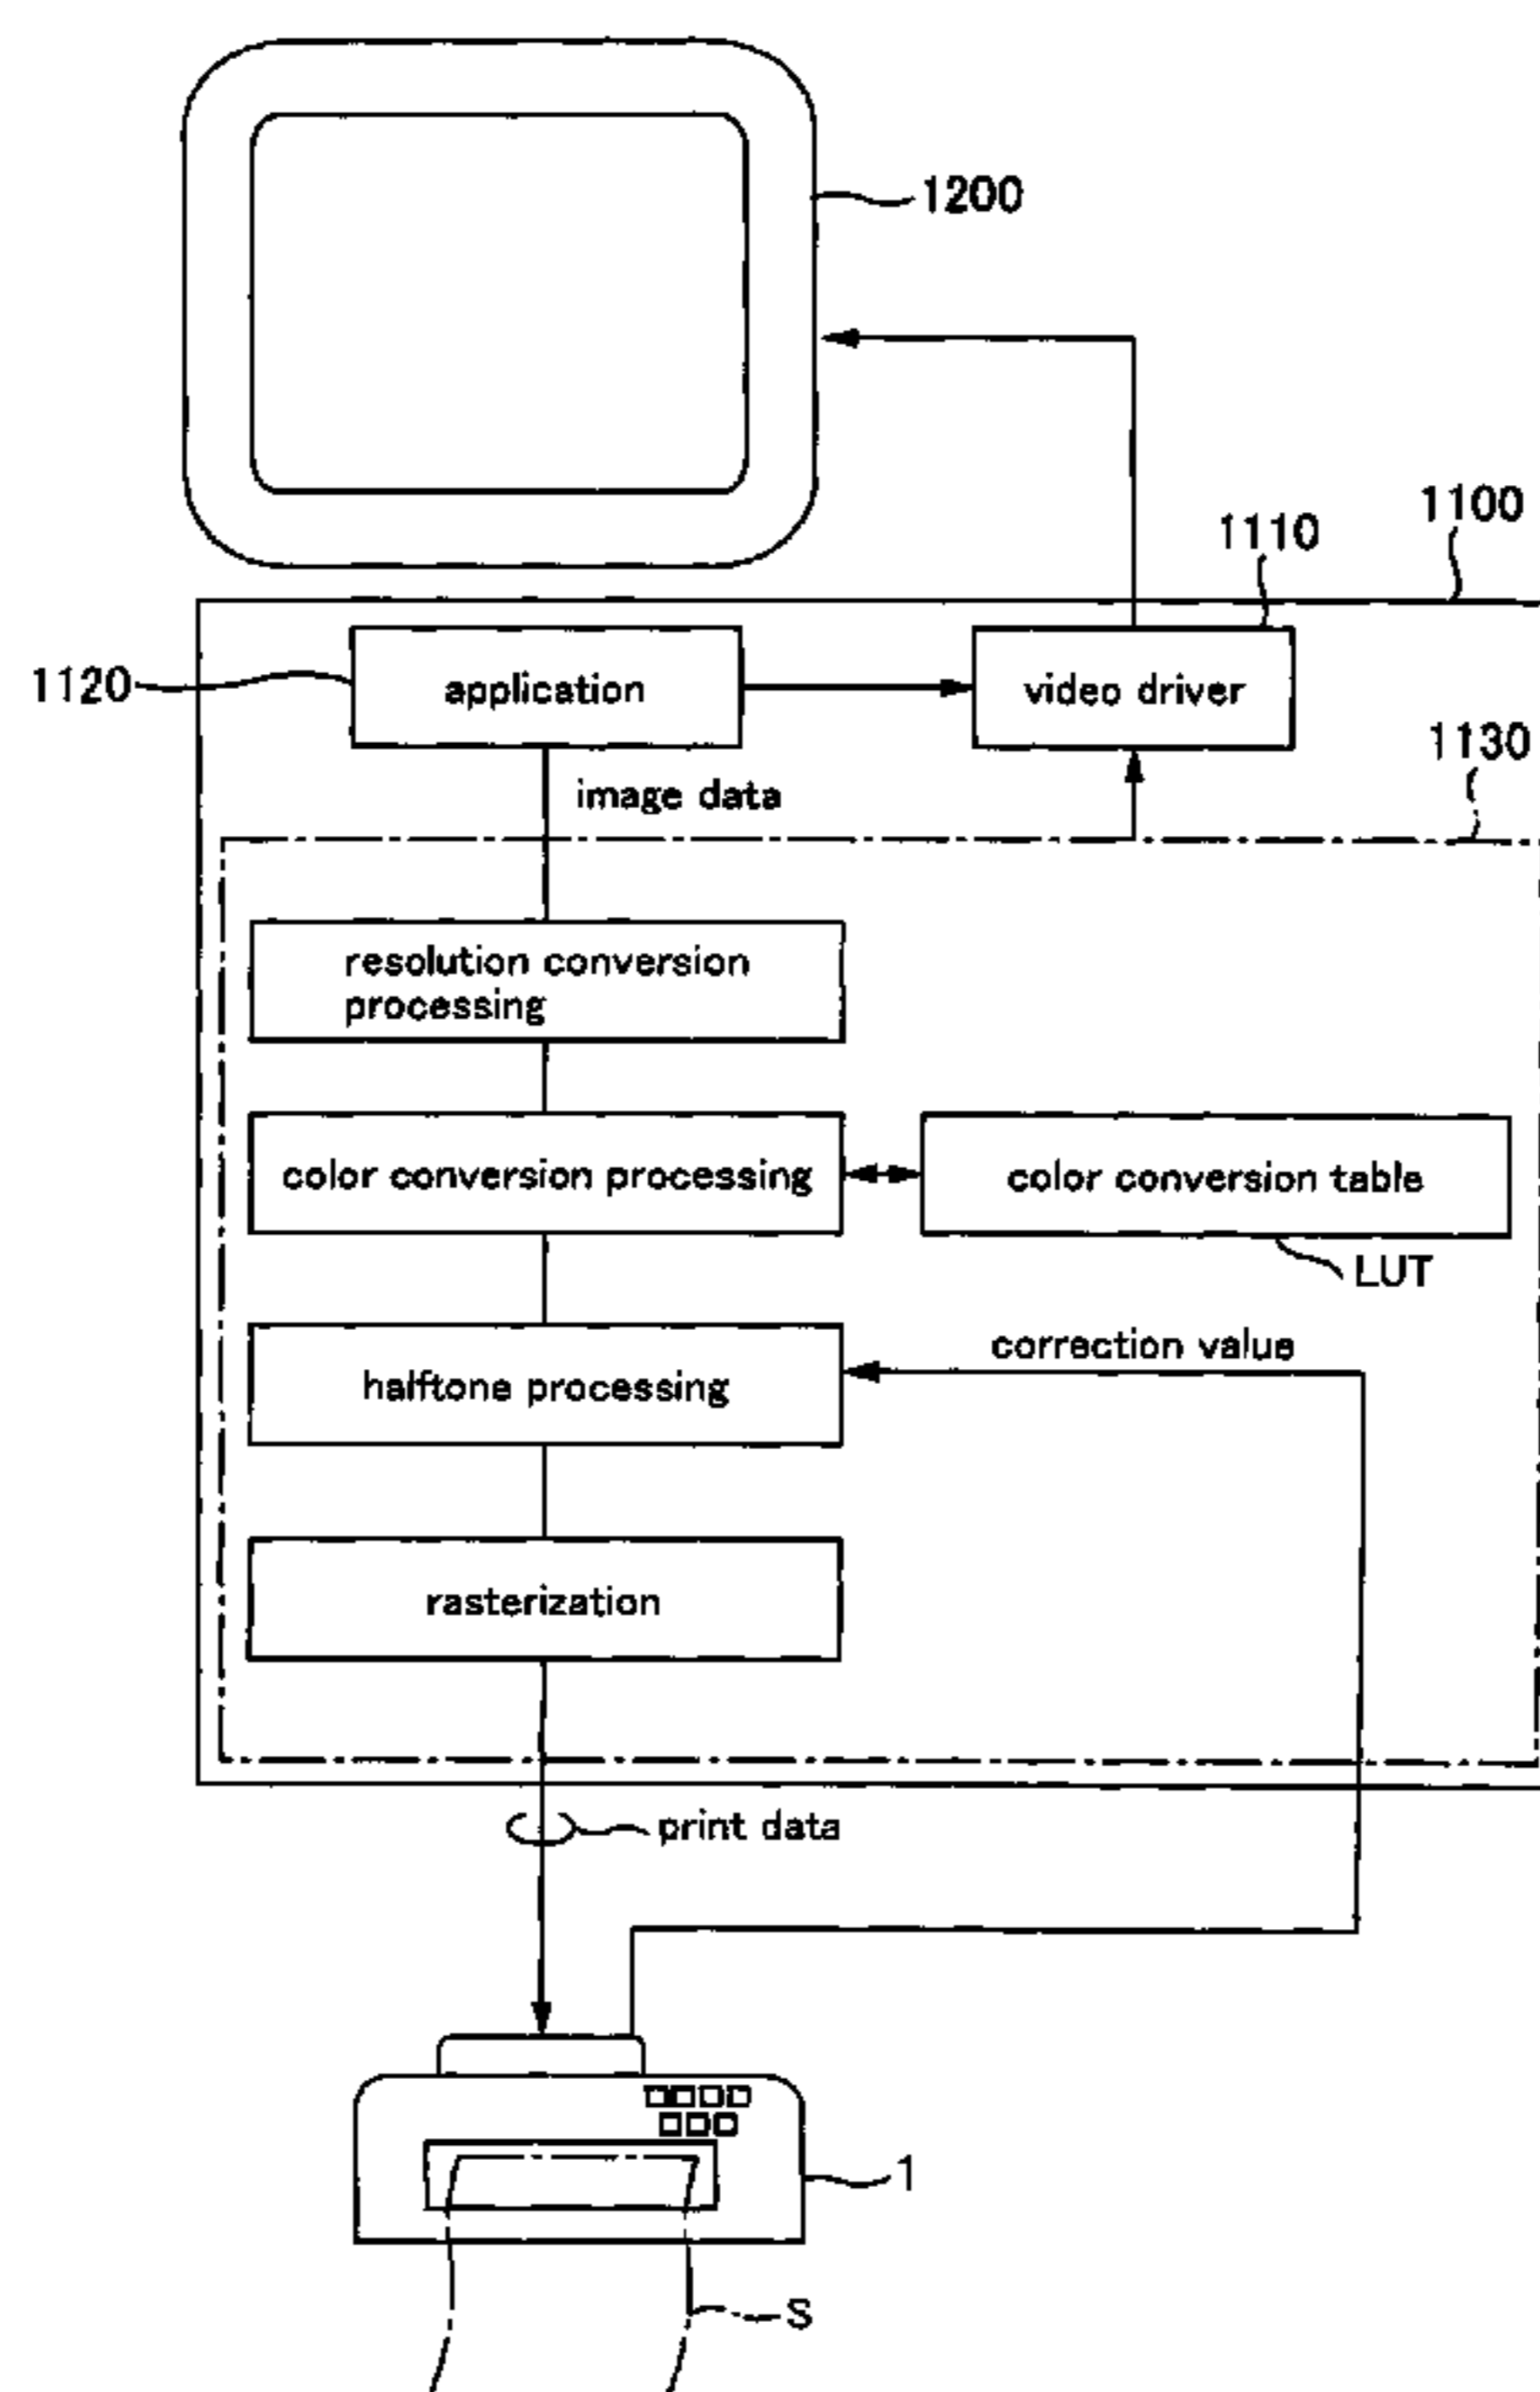 1200
1100
1110
1120
application
video driver
1130
image data
resolution conversion
processing
color conversion processing
color conversion table
LUT
correction value
halftone processing
rasterization
print data
1
S